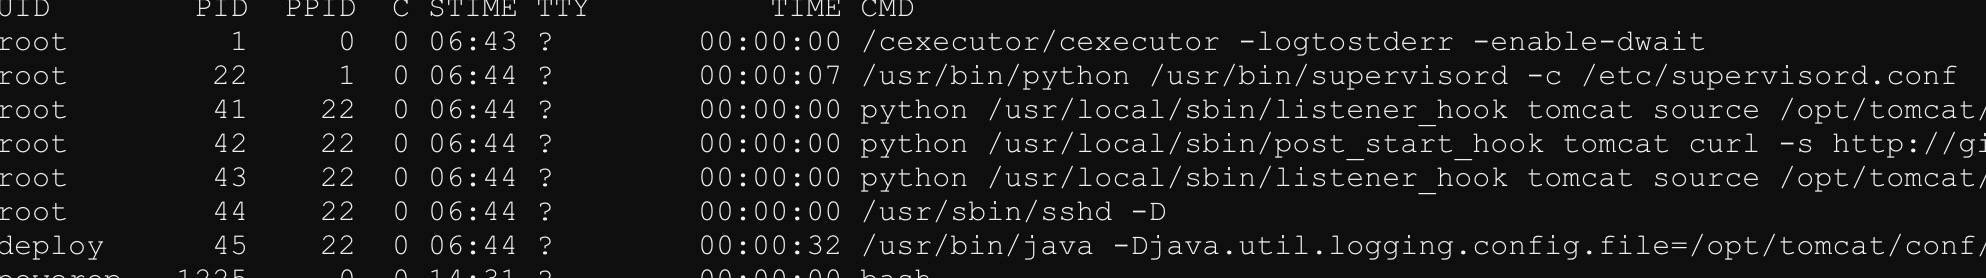 UID PID PPID C STIME TTY TIME CMD
root 1 0 0 06:43 ? 00:00:00 /cexecutor/cexecutor -logtostderr -enable-dwait
root 22 1 0 06:44 ? 00:00:07 /usr/bin/python /usr/bin/supervisord -c /etc/supervisord.conf
root 41 22 0 06:44 ? 00:00:00 python /usr/local/sbin/listener_hook tomcat source /opt/tomcat/
root 42 22 0 06:44 ? 00:00:00 python /usr/local/sbin/post_start_hook tomcat curl -s http://gi
root 43 22 0 06:44 ? 00:00:00 python /usr/local/sbin/listener_hook tomcat source /opt/tomcat/
root 44 22 0 06:44 ? 00:00:00 /usr/sbin/sshd -D
deploy 45 22 0 06:44 ? 00:00:32 /usr/bin/java -Djava.util.logging.config.file=/opt/tomcat/conf/
0 0 14:31 ? 00:00:00 bash